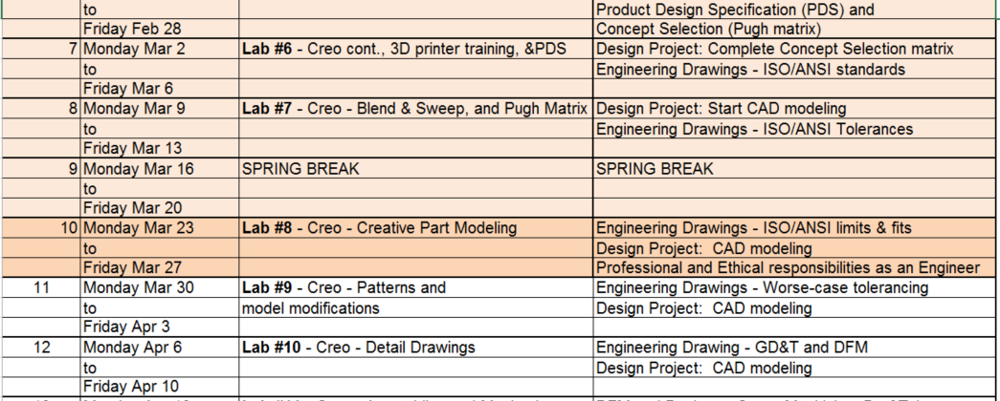 to Product Design Specification (PDS) and
Friday Feb 28 Concept Selection (Pugh matrix)
7 Monday Mar 2 Lab #6 - Creo cont., 3D printer training, &PDS Design Project: Complete Concept Selection matrix
to Engineering Drawings - ISO/ANSI standards
Friday Mar 6
8 Monday Mar 9 Lab #7 - Creo - Blend & Sweep, and Pugh Matrix Design Project: Start CAD modeling
to Engineering Drawings - ISO/ANSI Tolerances
Friday Mar 13
9 Monday Mar 16 SPRING BREAK SPRING BREAK
to
Friday Mar 20
10 Monday Mar 23 Lab #8 - Creo - Creative Part Modeling Engineering Drawings - ISO/ANSI limits & fits
to Design Project: CAD modeling
Friday Mar 27 Professional and Ethical responsibilities as an Engineer
11 Monday Mar 30 Lab #9 - Creo - Patterns and Engineering Drawings - Worse-case tolerancing
to model modifications Design Project: CAD modeling
Friday Apr 3
12 Monday Apr 6 Lab #10 - Creo - Detail Drawings Engineering Drawing - GD&T and DFM
to Design Project: CAD modeling
Friday Apr 10